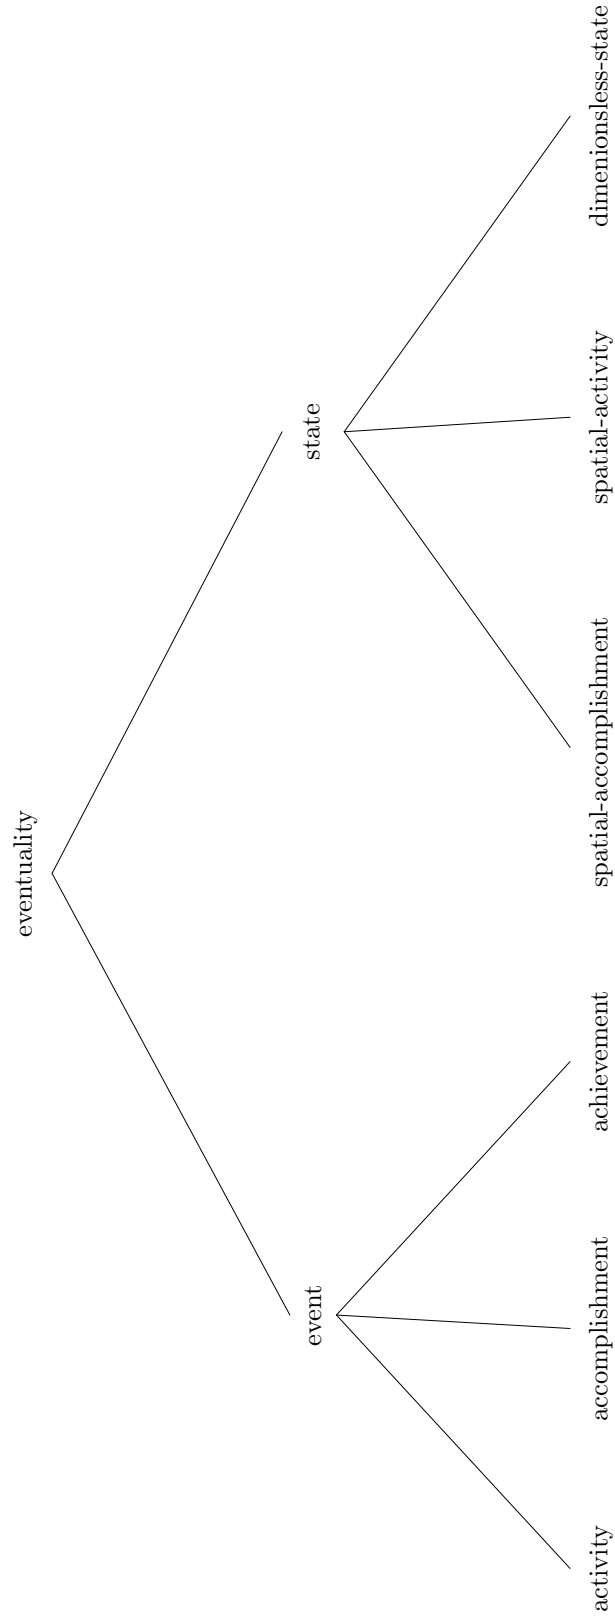 eventuality
event
state
activity
accomplishment
achievement
spatial-accomplishment
spatial-activity
dimenionsless-state